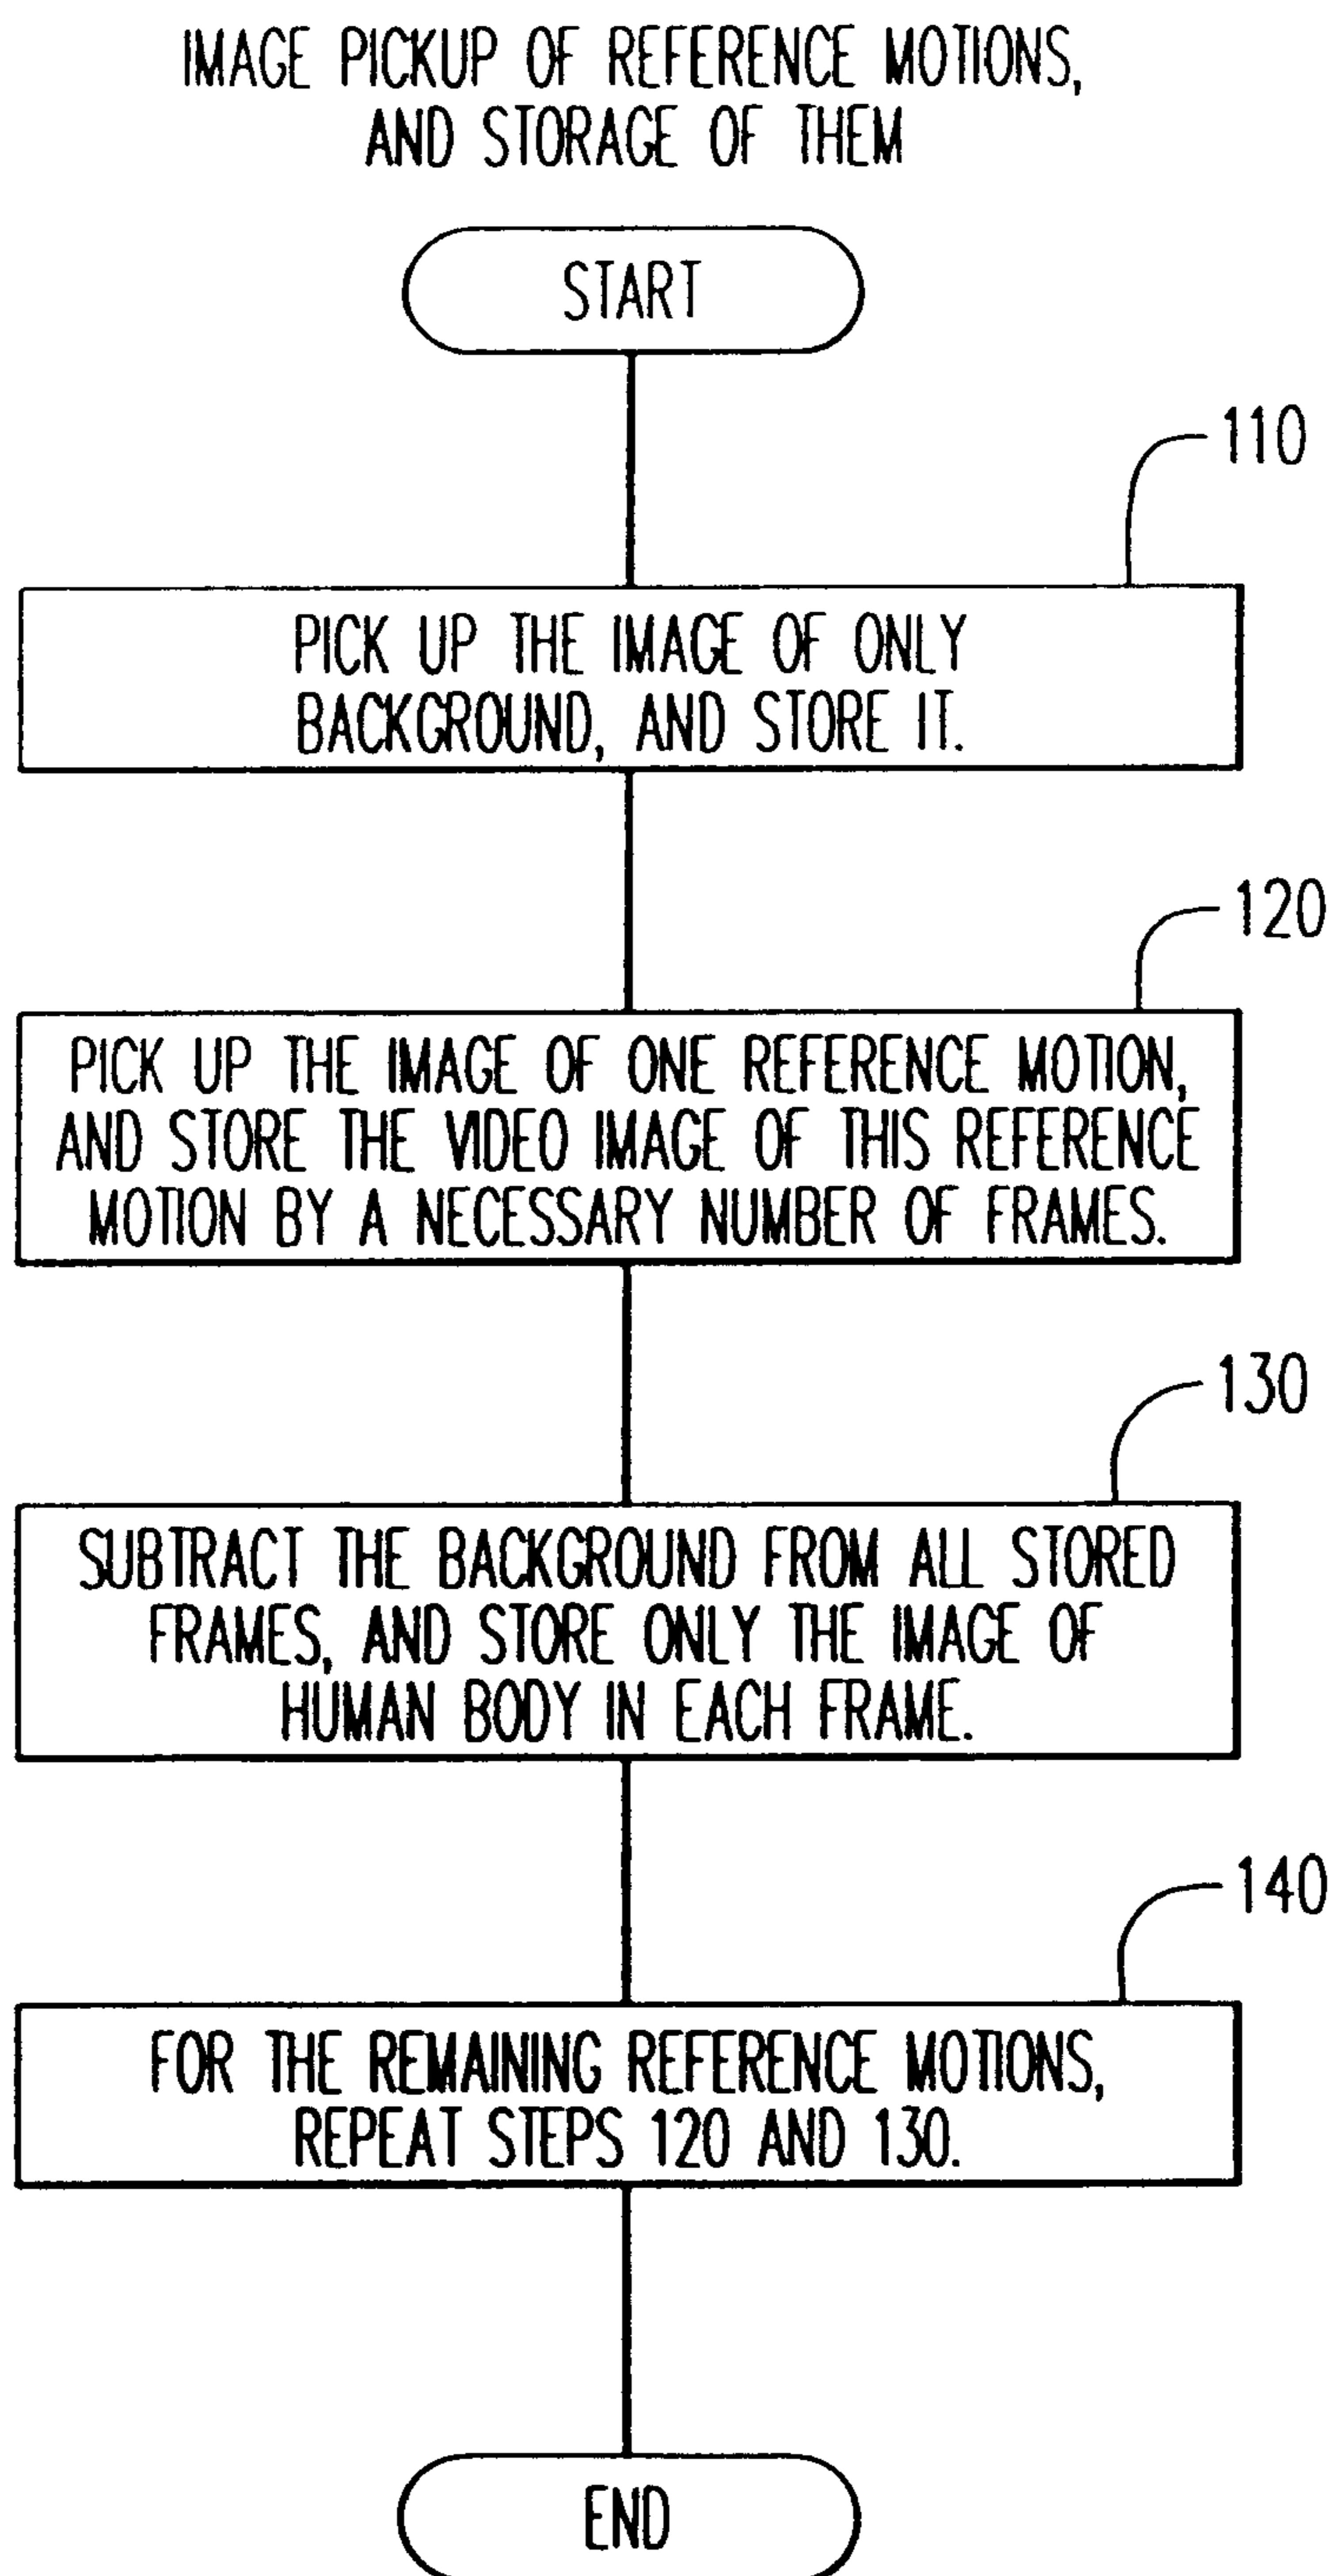 IMAGE PICKUP OF REFERENCE MOTIONS,
AND STORAGE OF THEM
START
110
PICK UP THE IMAGE OF ONLY
BACKGROUND, AND STORE IT.
120
PICK UP THE IMAGE OF ONE REFERENCE MOTION,
AND STORE THE VIDEO IMAGE OF THIS REFERENCE
MOTION BY A NECESSARY NUMBER OF FRAMES.
130
SUBTRACT THE BACKGROUND FROM ALL STORED
FRAMES, AND STORE ONLY THE IMAGE OF
HUMAN BODY IN EACH FRAME.
140
FOR THE REMAINING REFERENCE MOTIONS,
REPEAT STEPS 120 AND 130.
END